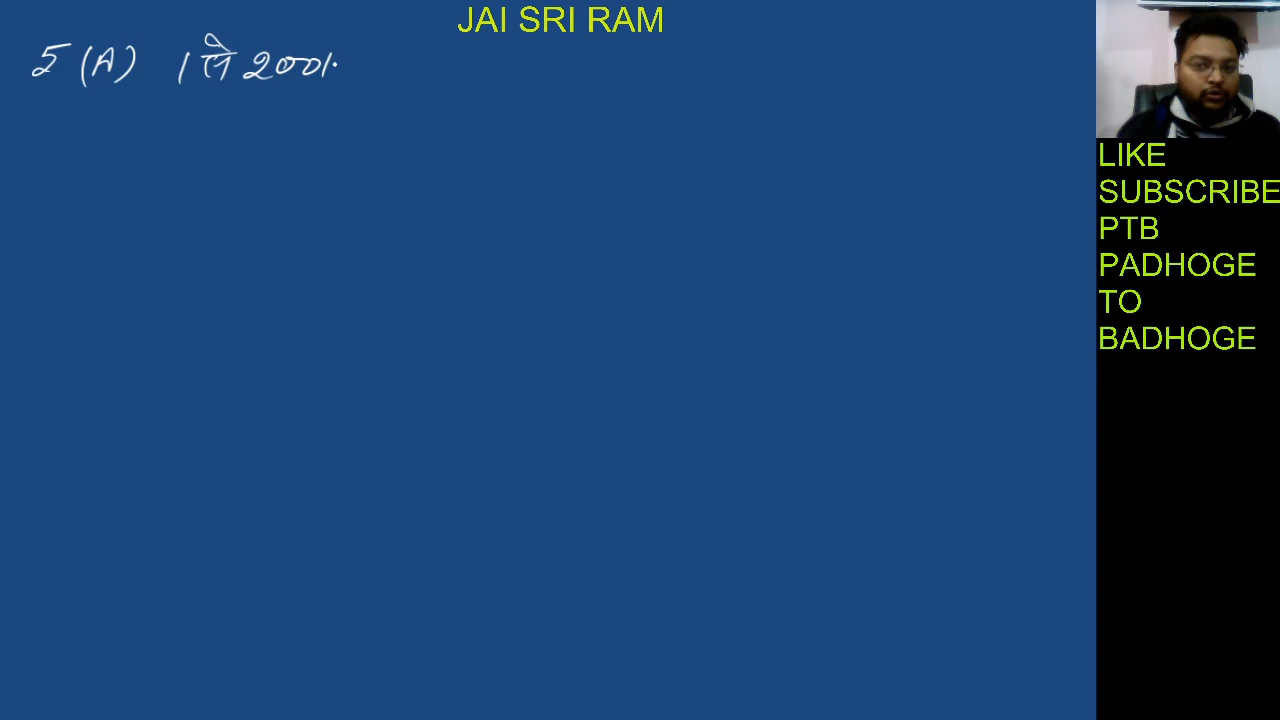 JAI SRI RAM
5 (A) 1 से 2001.
LIKE
SUBSCRIBE
PTB
PADHOGE
TO
BADHOGE